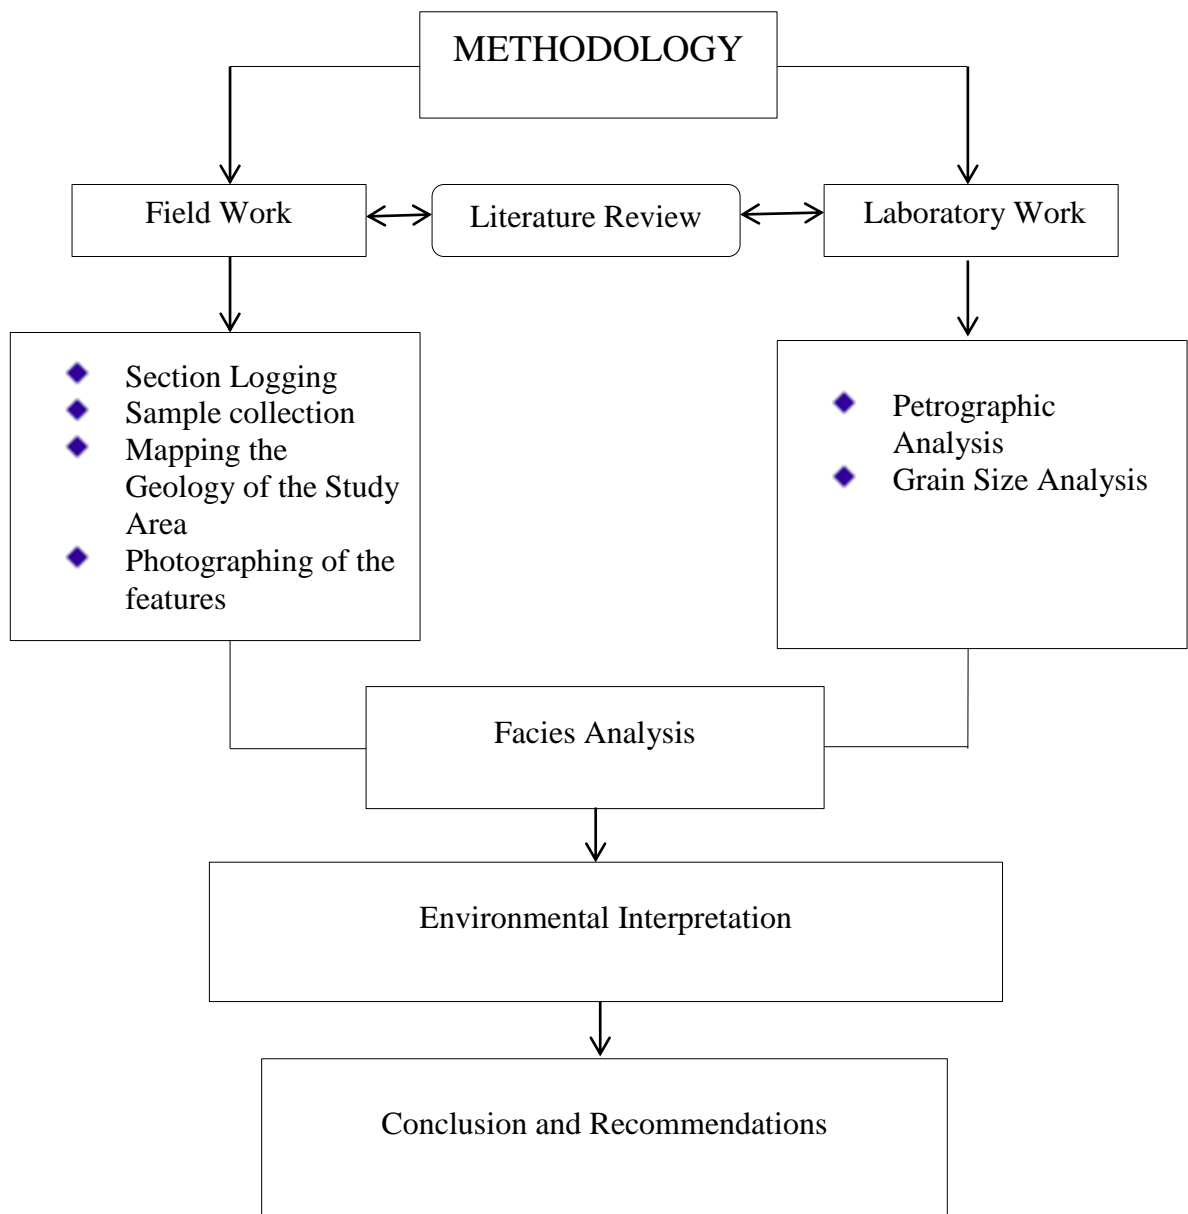 METHODOLOGY
Field Work
Literature Review
Laboratory Work
Section Logging
Sample collection
Mapping the
Geology of the Study
Area
Photographing of the
features
Petrographic
Analysis
Grain Size Analysis
Facies Analysis
Environmental Interpretation
Conclusion and Recommendations